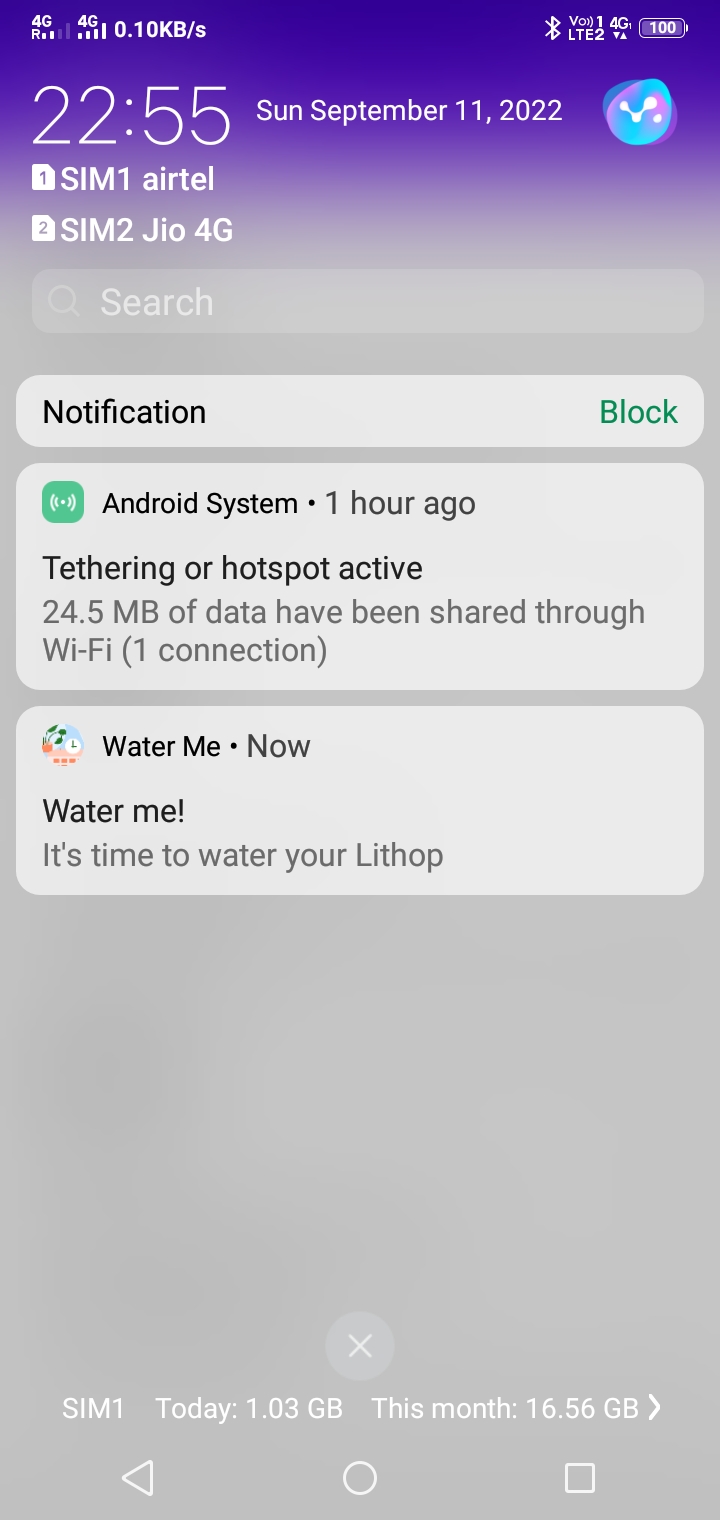 4G R 4G 0.10KB/s Vo)) 1 LTE2 4G 100
22:55 Sun September 11, 2022
1 SIM1 airtel
2 SIM2 Jio 4G
Search
Notification Block
Android System • 1 hour ago
Tethering or hotspot active
24.5 MB of data have been shared through
Wi-Fi (1 connection)
Water Me • Now
Water me!
It's time to water your Lithop
SIM1 Today: 1.03 GB This month: 16.56 GB